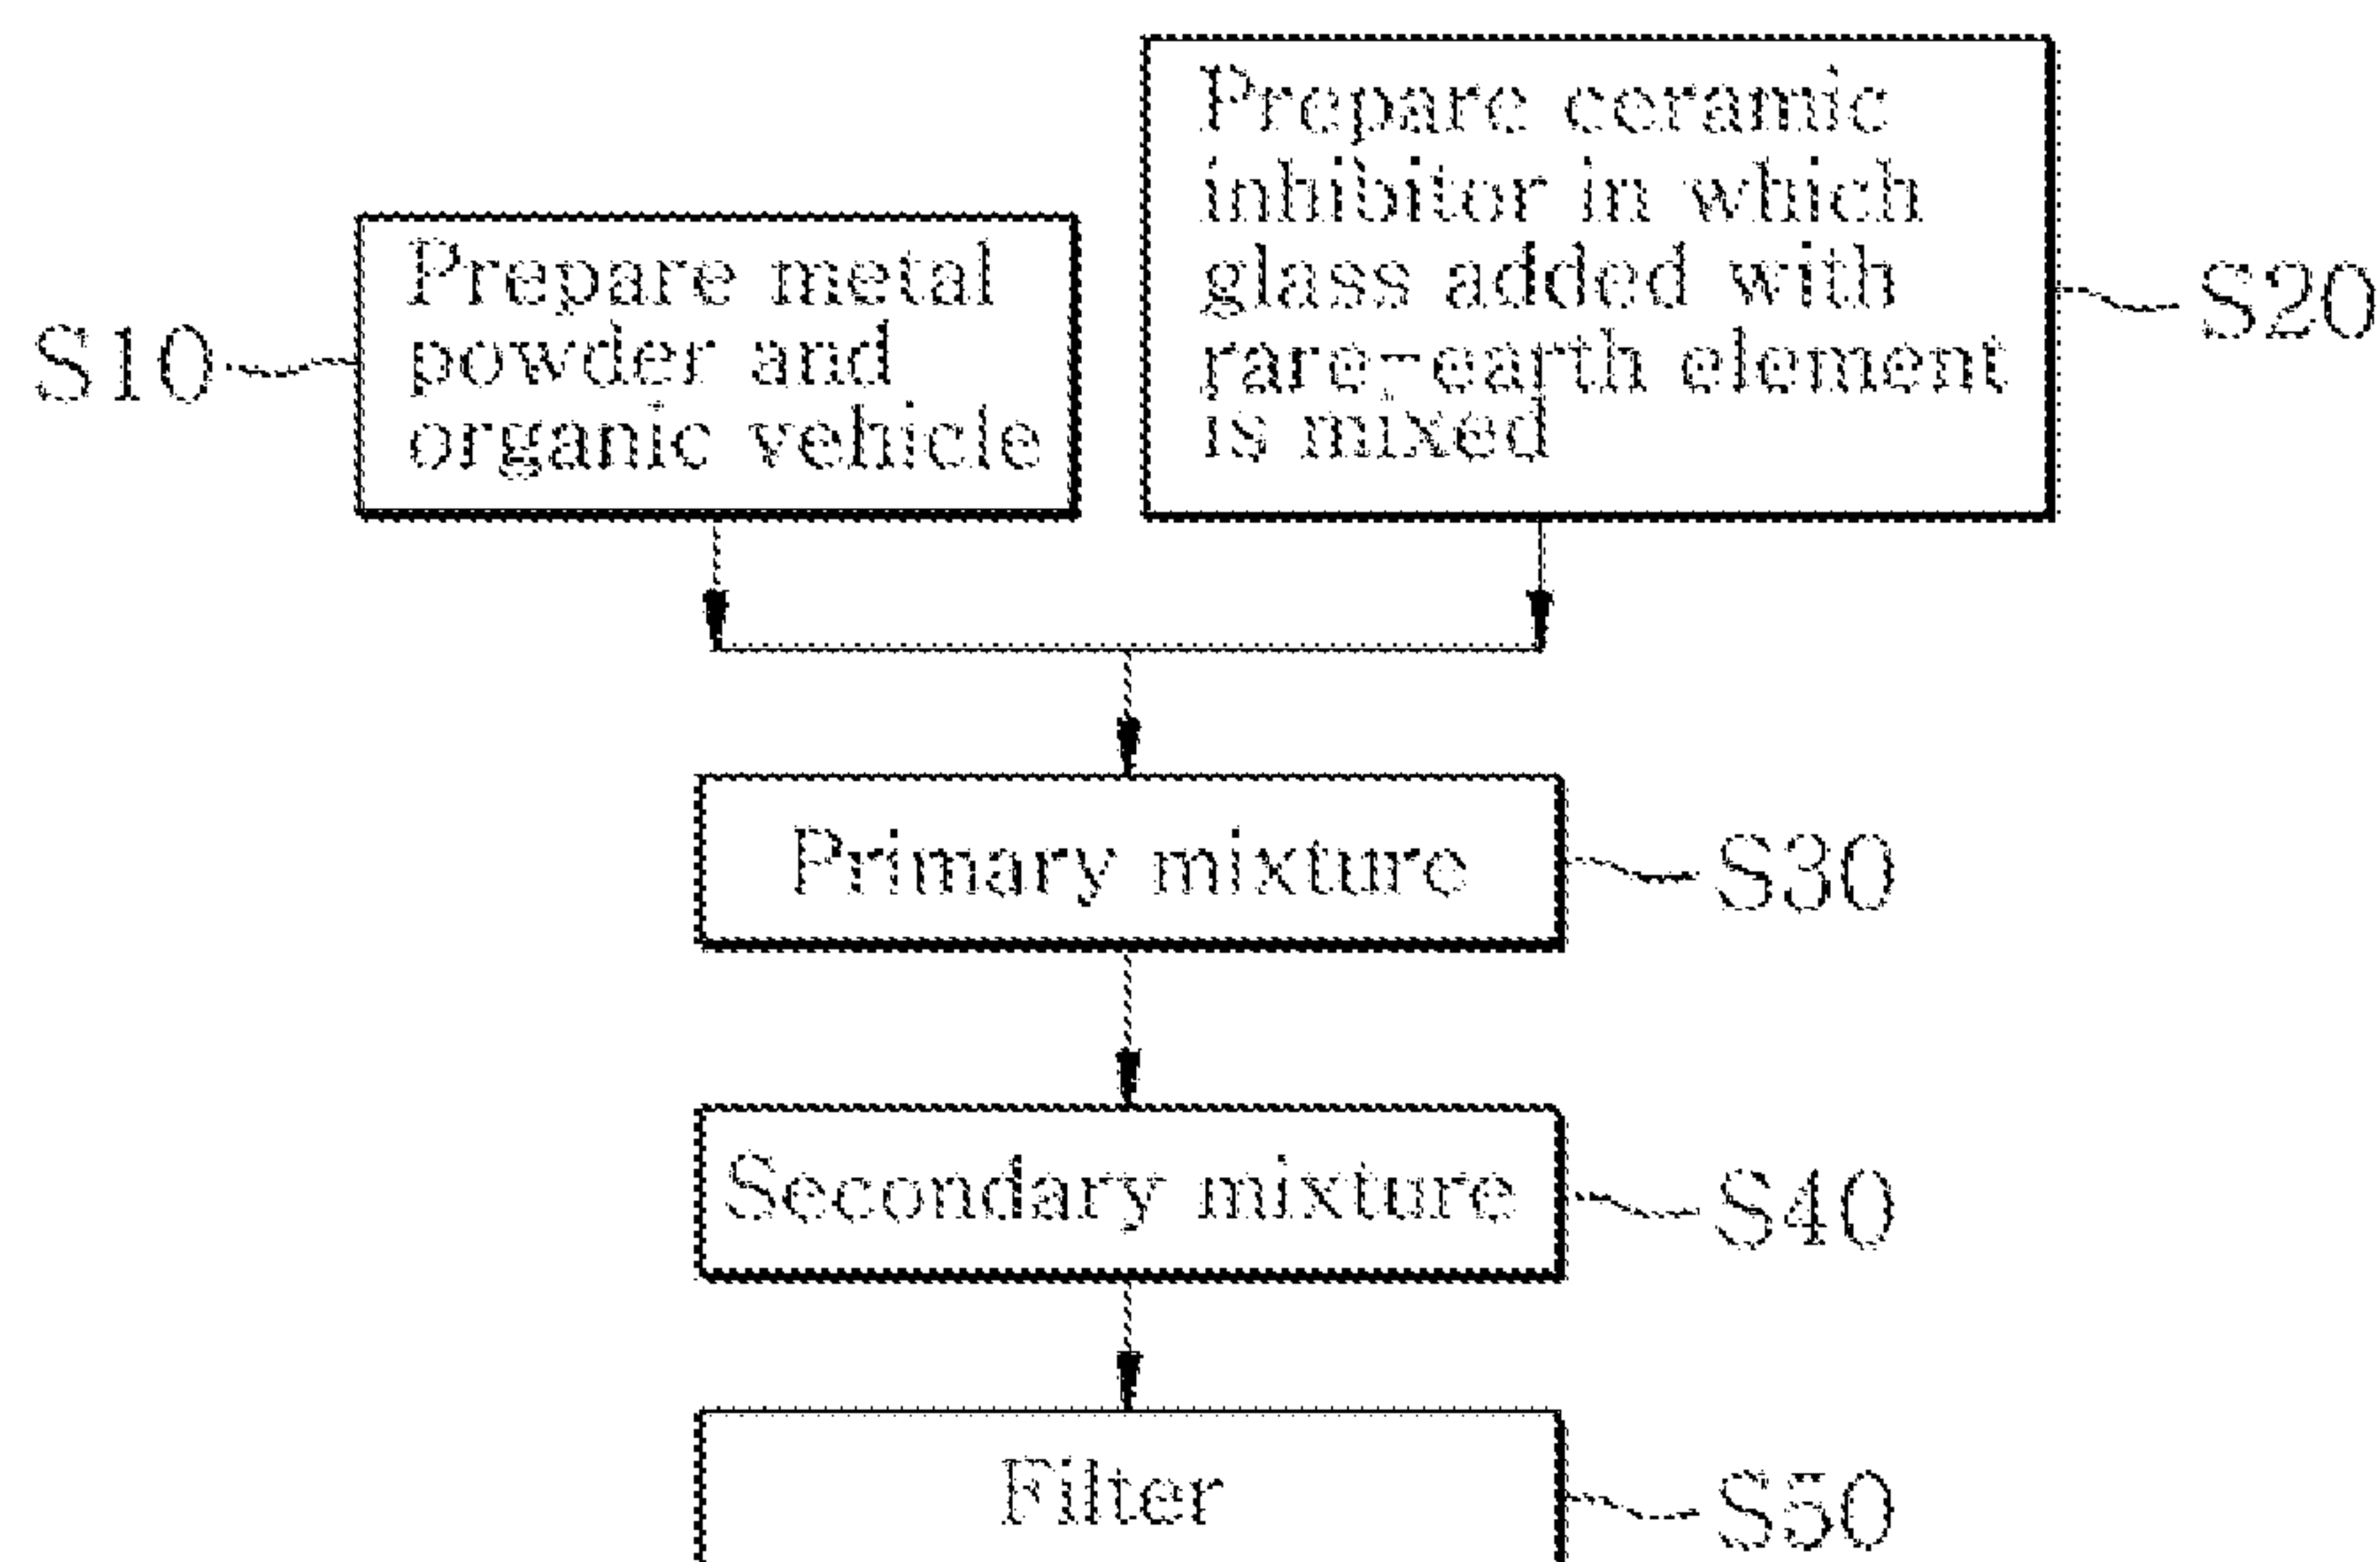 Prepare ceramic
inhibitor in which
glass added with
rare-earth element
is mixed
S20
Prepare metal
powder and
organic vehicle
S10
Primary mixture
S30
Secondary mixture
S40
Filter
S50